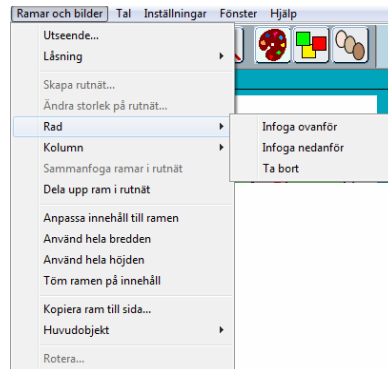 Ramar och bilder Tal Inställningar Fönster Hjälp
Utseende...
Låsning
Skapa rutnät...
Ändra storlek på rutnät...
Rad
Infoga ovanför
Kolumn
Infoga nedanför
Sammanfoga ramar i rutnät
Ta bort
Dela upp ram i rutnät
Anpassa innehåll till ramen
Använd hela bredden
Använd hela höjden
Töm ramen på innehåll
Kopiera ram till sida...
Huvudobjekt
Rotera...